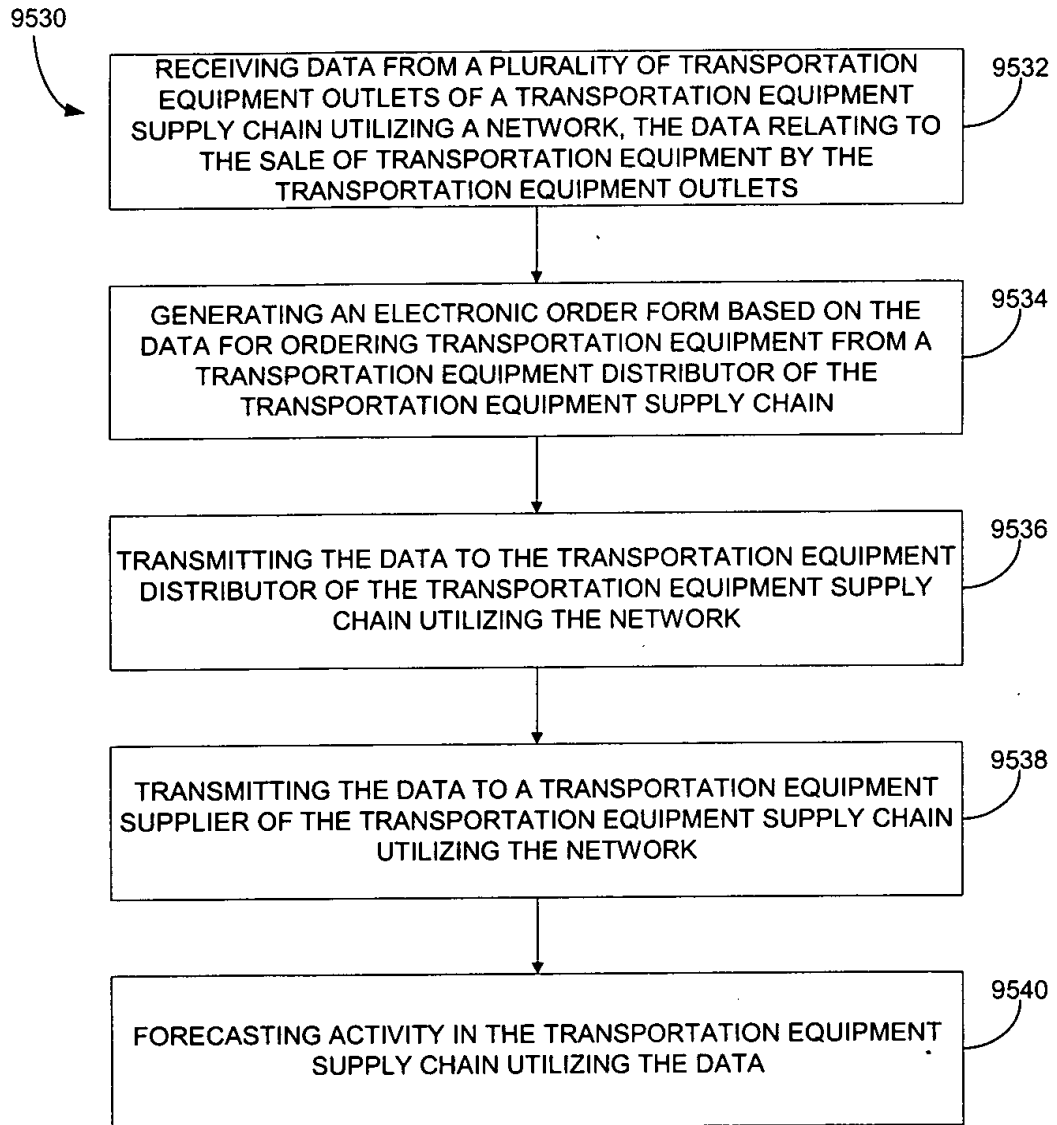 9530
RECEIVING DATA FROM A PLURALITY OF TRANSPORTATION
EQUIPMENT OUTLETS OF A TRANSPORTATION EQUIPMENT
SUPPLY CHAIN UTILIZING A NETWORK, THE DATA RELATING TO
THE SALE OF TRANSPORTATION EQUIPMENT BY THE
TRANSPORTATION EQUIPMENT OUTLETS
9532
GENERATING AN ELECTRONIC ORDER FORM BASED ON THE
DATA FOR ORDERING TRANSPORTATION EQUIPMENT FROM A
TRANSPORTATION EQUIPMENT DISTRIBUTOR OF THE
TRANSPORTATION EQUIPMENT SUPPLY CHAIN
9534
TRANSMITTING THE DATA TO THE TRANSPORTATION EQUIPMENT
DISTRIBUTOR OF THE TRANSPORTATION EQUIPMENT SUPPLY
CHAIN UTILIZING THE NETWORK
9536
TRANSMITTING THE DATA TO A TRANSPORTATION EQUIPMENT
SUPPLIER OF THE TRANSPORTATION EQUIPMENT SUPPLY CHAIN
UTILIZING THE NETWORK
9538
FORECASTING ACTIVITY IN THE TRANSPORTATION EQUIPMENT
SUPPLY CHAIN UTILIZING THE DATA
9540